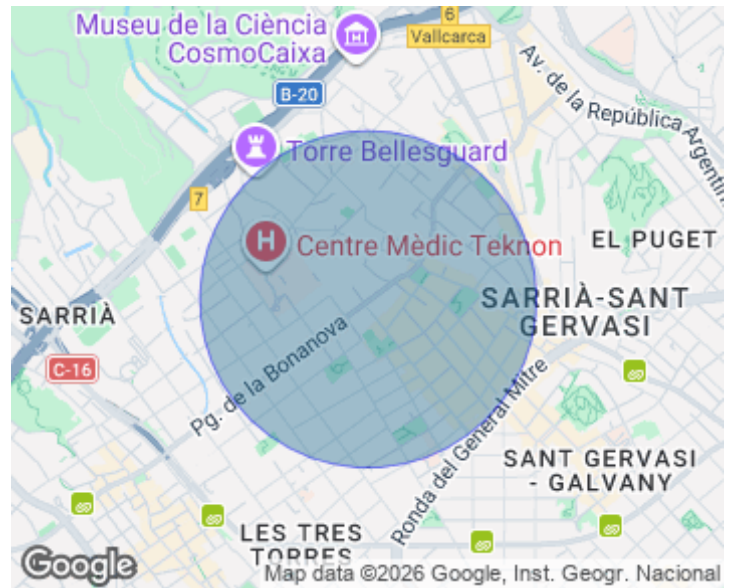 Museu de la Ciència
CosmoCaixa
6
Vallcarca
Av. de la República Argentina
B-20
Torre Bellesguard
7
H
Centre Mèdic Teknon
EL PUGET
SARRIÀ
SARRIÀ-SANT
GERVASI
C-16
Pg. de la Bonanova
Ronda del General Mitre
SANT GERVASI
- GALVANY
LES TRES
TORRES
Google
Map data ©2026 Google, Inst. Geogr. Nacional